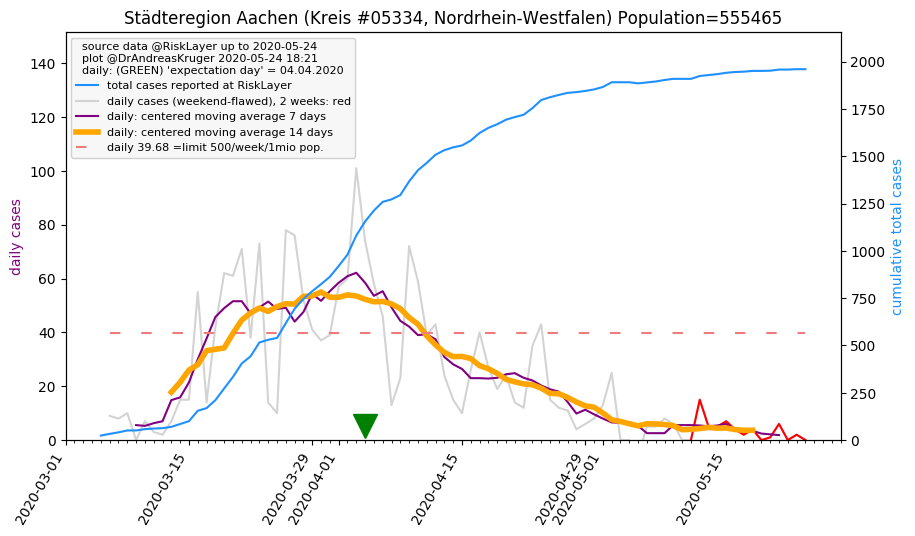 Städteregion Aachen (Kreis #05334, Nordrhein-Westfalen) Population=555465
source data @RiskLayer up to 2020-05-24
plot @DrAndreasKruger 2020-05-24 18:21
daily: (GREEN) 'expectation day' = 04.04.2020
total cases reported at RiskLayer
daily cases (weekend-flawed), 2 weeks: red
daily: centered moving average 7 days
daily: centered moving average 14 days
daily 39.68 =limit 500/week/1mio pop.
daily cases
140
120
100
80
60
40
20
0
cumulative total cases
2000
1750
1500
1250
1000
750
500
250
0
2020-03-01
2020-03-15
2020-03-29
2020-04-01
2020-04-15
2020-04-29
2020-05-01
2020-05-15